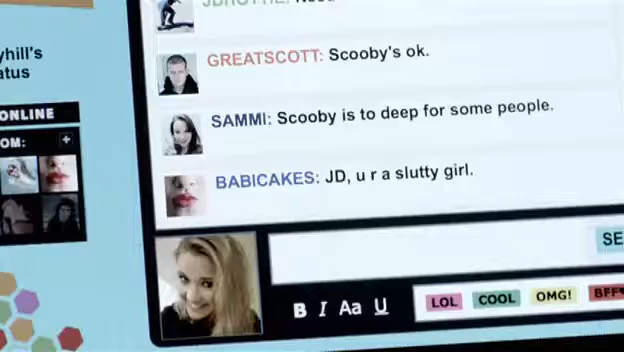 yhill's
atus
ONLINE
OM: +
GREATSCOTT: Scooby's ok.
SAMMI: Scooby is to deep for some people.
BABICAKES: JD, u r a slutty girl.
SE
B I Aa U
LOL COOL OMG! BFF